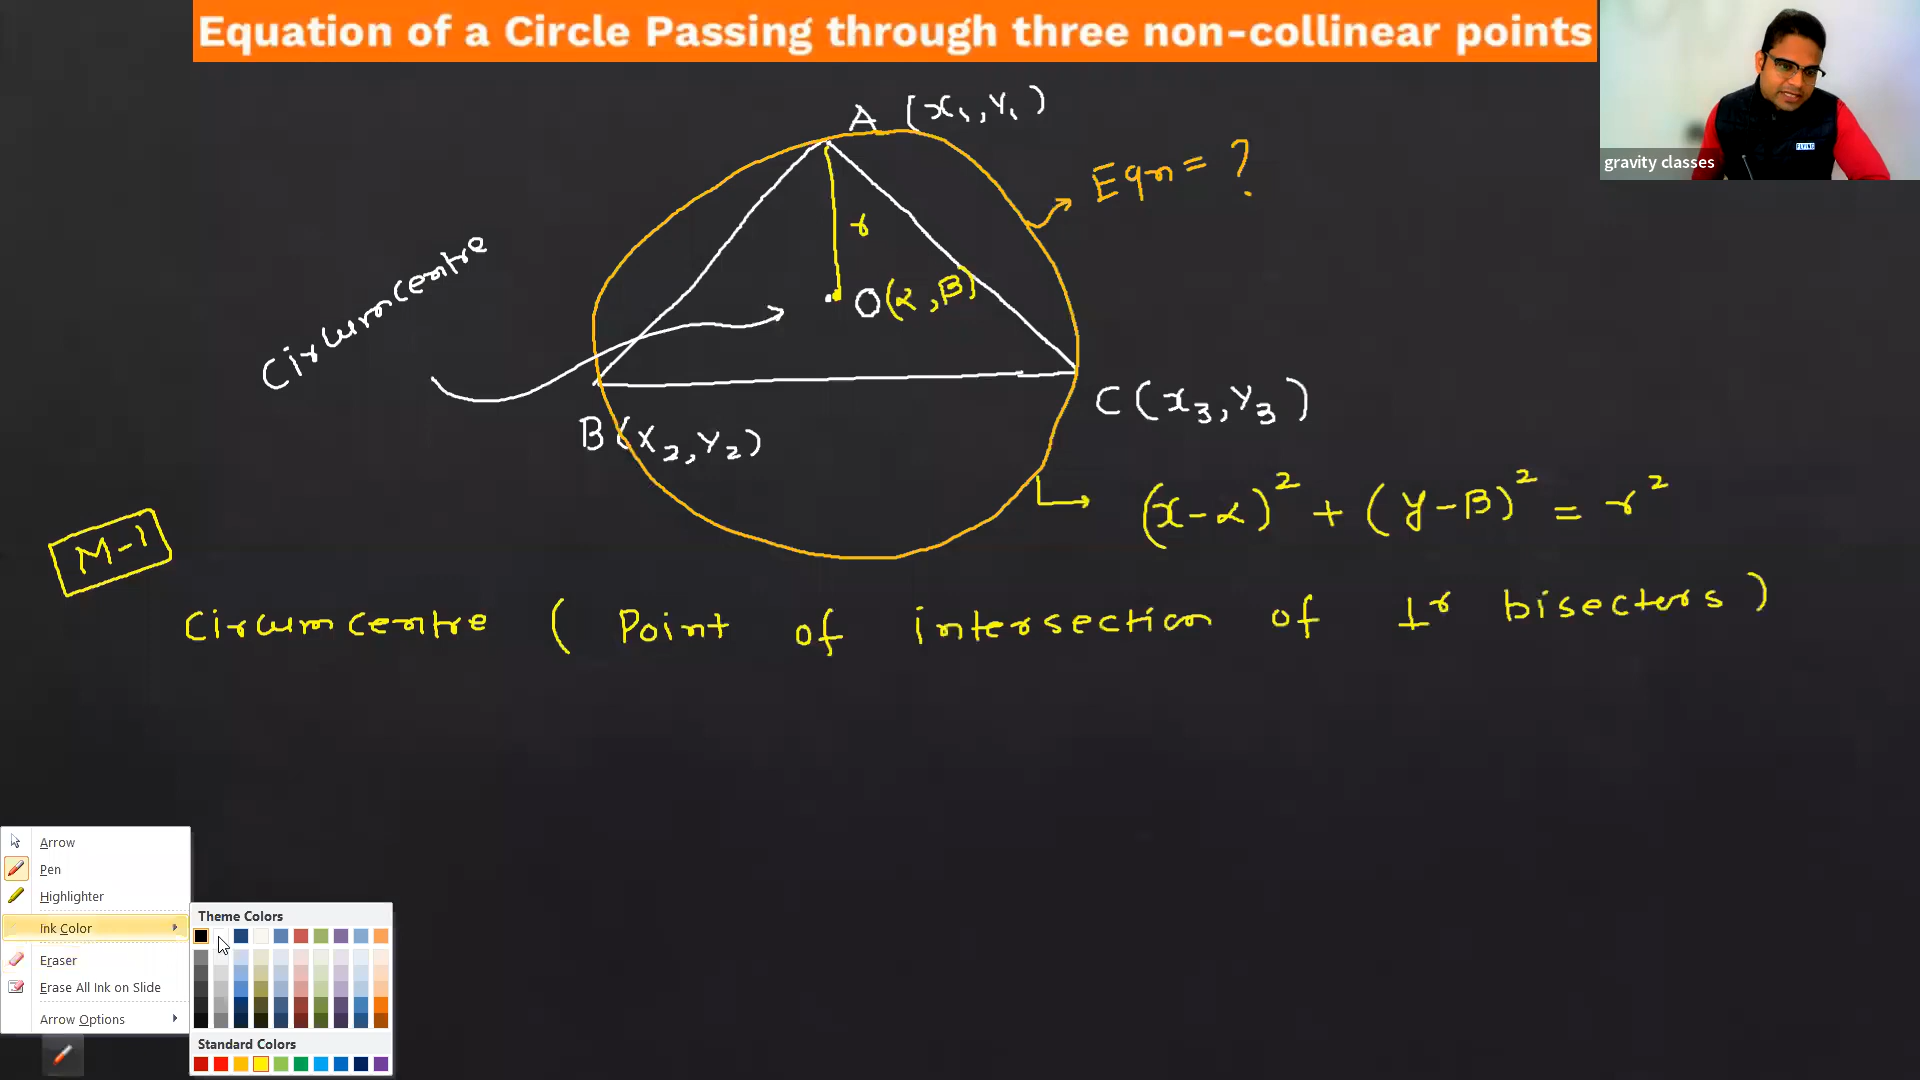 Equation of a Circle Passing through three non-collinear points
gravity classes
A (x₁, y₁)
Eqn = ?
r
O(α, β)
Circumcentre
B(x₂, y₂)
C(x₃, y₃)
(x-α)² + (y-β)² = r²
M-1
Circumcentre ( Point of intersection of ⊥ʳ bisectors )
Arrow
Pen
Highlighter
Ink Color
Eraser
Erase All Ink on Slide
Arrow Options
Theme Colors
Standard Colors